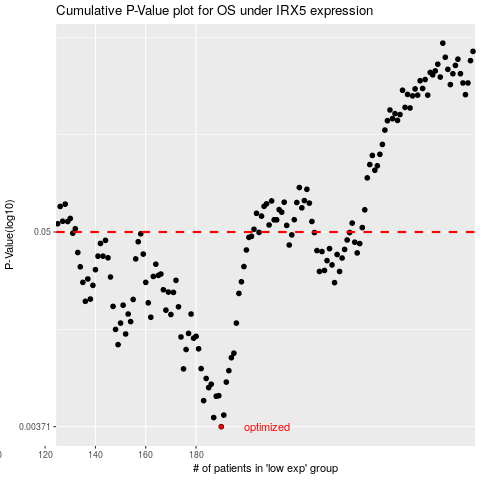 Cumulative P-Value plot for OS under IRX5 expression
P-Value(log10)
0.05
0.00371
optimized
0
120
140
160
180
# of patients in 'low exp' group